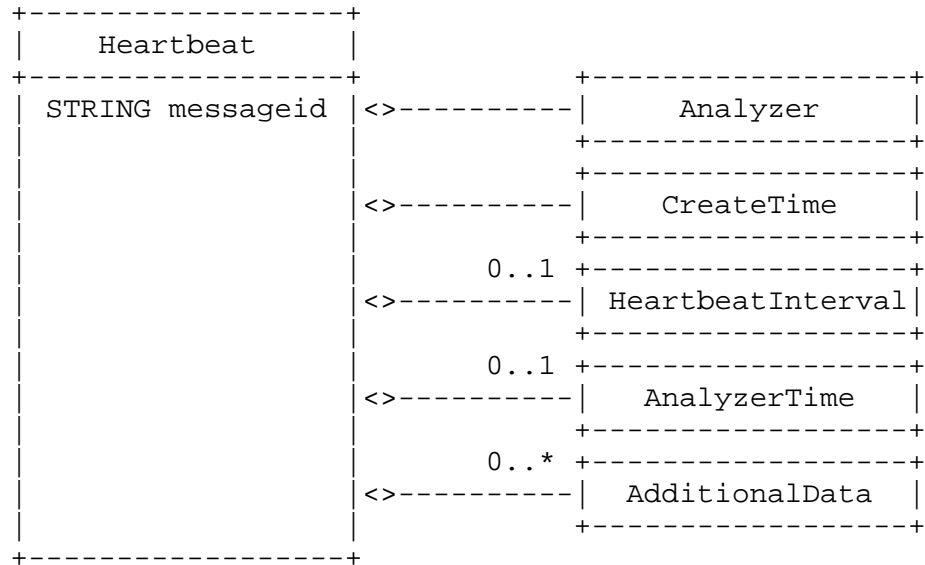 +------------------+
|    Heartbeat     |
+------------------+            +------------------+
| STRING messageid |<>----------|     Analyzer     |
|                  |            +------------------+
|                  |            +------------------+
|                  |<>----------|    CreateTime    |
|                  |            +------------------+
|                  |       0..1 +------------------+
|                  |<>----------| HeartbeatInterval|
|                  |            +------------------+
|                  |       0..1 +------------------+
|                  |<>----------|   AnalyzerTime   |
|                  |            +------------------+
|                  |       0..* +------------------+
|                  |<>----------|  AdditionalData  |
|                  |            +------------------+
+------------------+